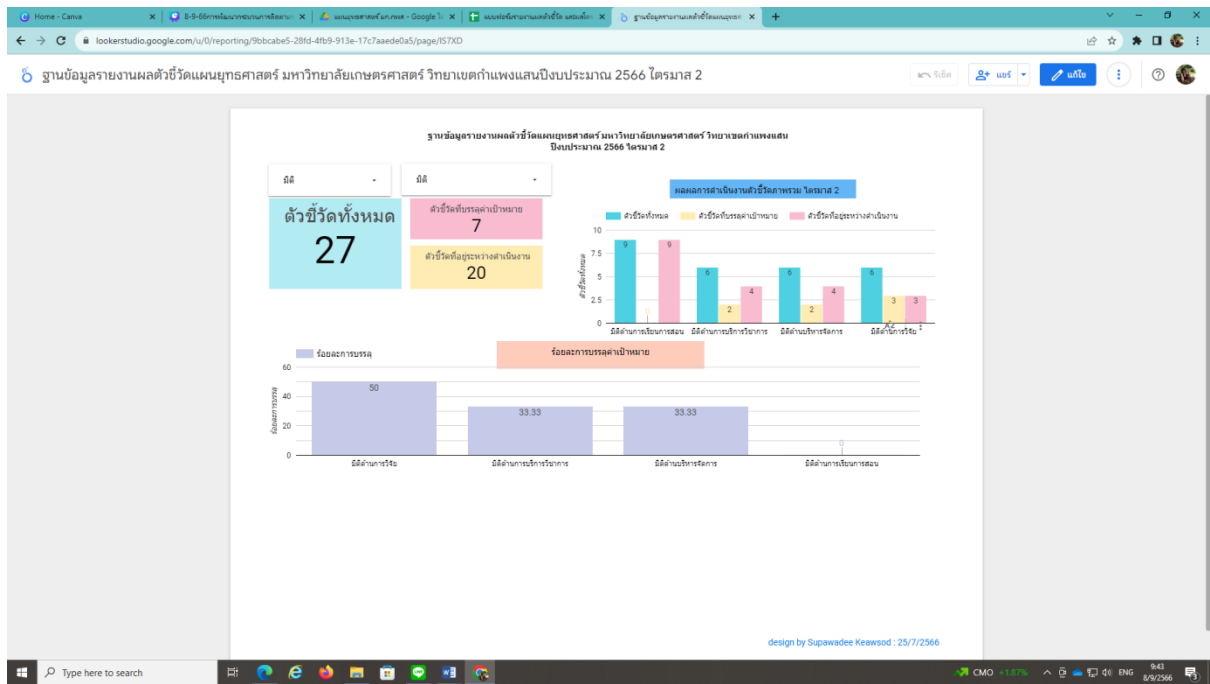 Home - Canva
8-9-66การพัฒนากระบวนการติดตาม
แผนยุทธศาสตร์ มก.กพส - Google ไ
แบบฟอร์มรายงานผลตัวชี้วัด
ฐานข้อมูลรายงานผลตัวชี้วัดแผนยุทธ
lookerstudio.google.com/u/0/reporting/9bbcabe5-28fd-4fb9-913e-17c7aaede0a5/page/IS7XD
ฐานข้อมูลรายงานผลตัวชี้วัดแผนยุทธศาสตร์ มหาวิทยาลัยเกษตรศาสตร์ วิทยาเขตกำแพงแสนปีงบประมาณ 2566 ไตรมาส 2
รีเซ็ต
แชร์
แก้ไข
ฐานข้อมูลรายงานผลตัวชี้วัดแผนยุทธศาสตร์ มหาวิทยาลัยเกษตรศาสตร์ วิทยาเขตกำแพงแสน
ปีงบประมาณ 2566 ไตรมาส 2
มิติ
มิติ
ตัวชี้วัดทั้งหมด
27
ตัวชี้วัดที่บรรลุค่าเป้าหมาย
7
ตัวชี้วัดที่อยู่ระหว่างดำเนินงาน
20
ผลผลการดำเนินงานตัวชี้วัดภาพรวม ไตรมาส 2
ตัวชี้วัดทั้งหมด ตัวชี้วัดที่บรรลุค่าเป้าหมาย ตัวชี้วัดที่อยู่ระหว่างดำเนินงาน
ตัวชี้วัดทั้งหมด
10
7.5
5
2.5
0
9 9
6 2 4
6 2 4
6 3 3
มิติด้านการเรียนการสอน มิติด้านการบริการวิชาการ มิติด้านบริหารจัดการ มิติด้านการวิจัย
ร้อยละการบรรลุ
ร้อยละการบรรลุค่าเป้าหมาย
ร้อยละการบรรลุ
60
40
20
0
50
33.33
33.33
0
มิติด้านการวิจัย มิติด้านการบริการวิชาการ มิติด้านบริหารจัดการ มิติด้านการเรียนการสอน
design by Supawadee Keawsod : 25/7/2566
Type here to search
CMO +1.87%
ENG
9:43
8/9/2566